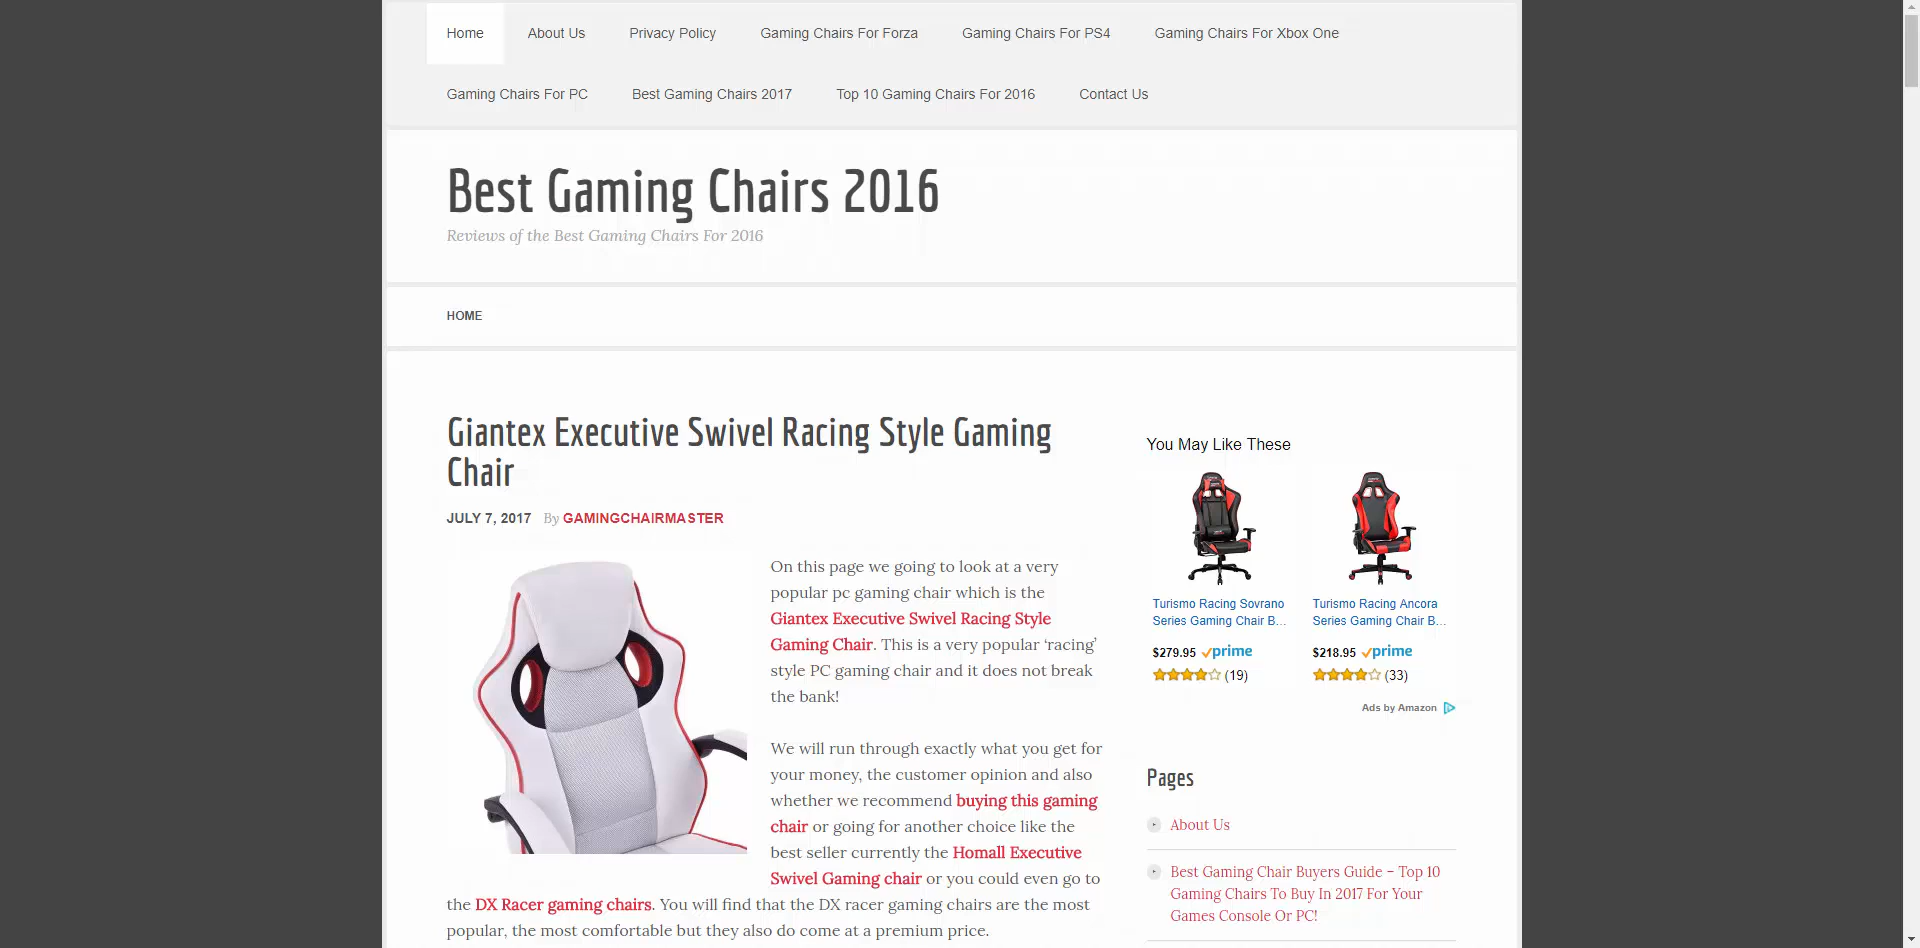 Home About Us Privacy Policy Gaming Chairs For Forza Gaming Chairs For PS4 Gaming Chairs For Xbox One
Gaming Chairs For PC Best Gaming Chairs 2017 Top 10 Gaming Chairs For 2016 Contact Us
Best Gaming Chairs 2016
Reviews of the Best Gaming Chairs For 2016
HOME
Giantex Executive Swivel Racing Style Gaming
Chair
JULY 7, 2017 By GAMINGCHAIRMASTER
On this page we going to look at a very
popular pc gaming chair which is the
Giantex Executive Swivel Racing Style
Gaming Chair. This is a very popular ‘racing’
style PC gaming chair and it does not break
the bank!
We will run through exactly what you get for
your money, the customer opinion and also
whether we recommend buying this gaming
chair or going for another choice like the
best seller currently the Homall Executive
Swivel Gaming chair or you could even go to
the DX Racer gaming chairs. You will find that the DX racer gaming chairs are the most
popular, the most comfortable but they also do come at a premium price.
You May Like These
Turismo Racing Sovrano
Series Gaming Chair B...
$279.95 prime
(19)
Turismo Racing Ancora
Series Gaming Chair B...
$218.95 prime
(33)
Ads by Amazon
Pages
About Us
Best Gaming Chair Buyers Guide – Top 10
Gaming Chairs To Buy In 2017 For Your
Games Console Or PC!